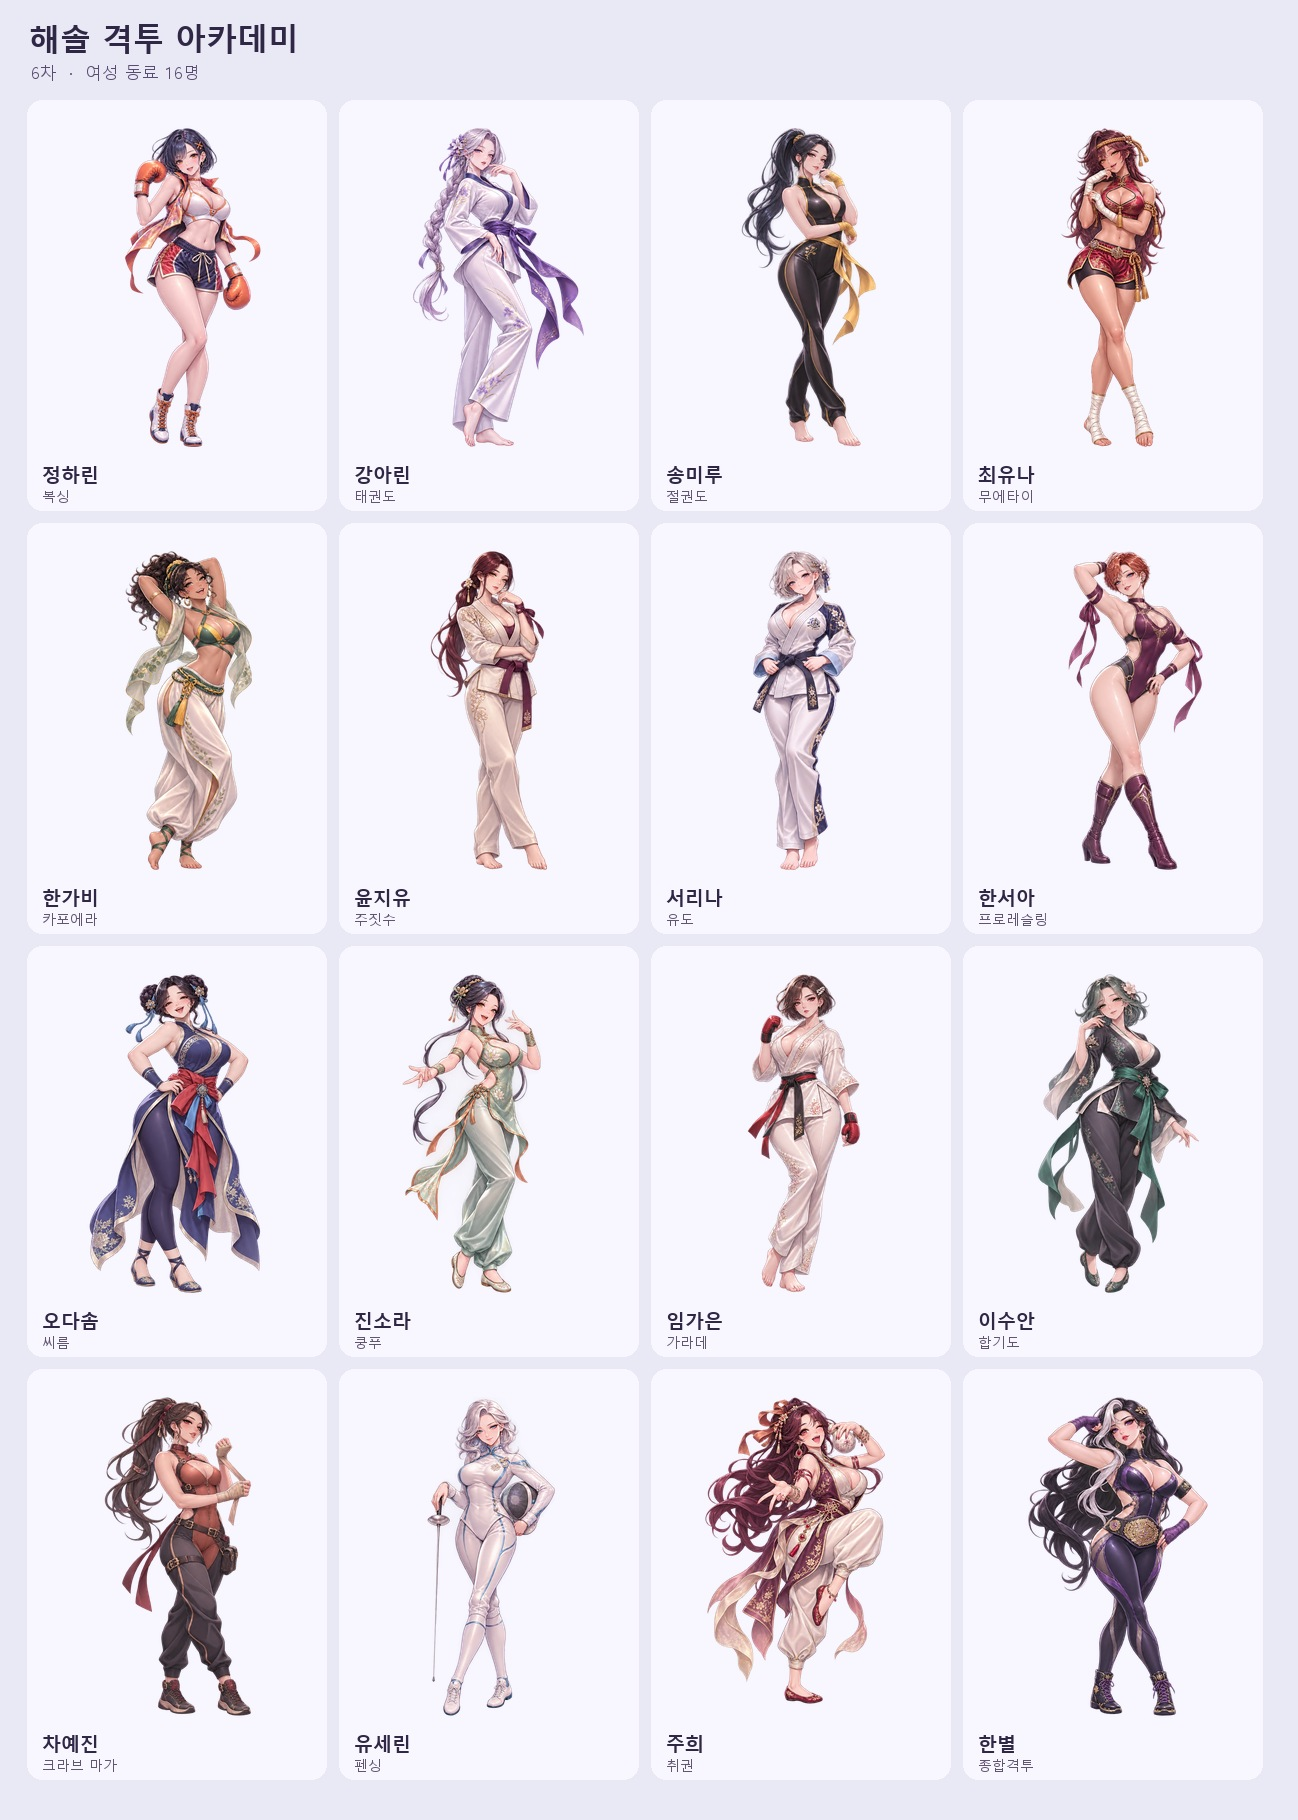 해솔 격투 아카데미
6차 · 여성 동료 16명
정하린
복싱
강아린
태권도
송미루
절권도
최유나
무에타이
한가비
카포에라
윤지유
주짓수
서리나
유도
한서아
프로레슬링
오다솜
씨름
진소라
쿵푸
임가은
가라데
이수안
합기도
차예진
크라브 마가
유세린
펜싱
주희
취권
한별
종합격투